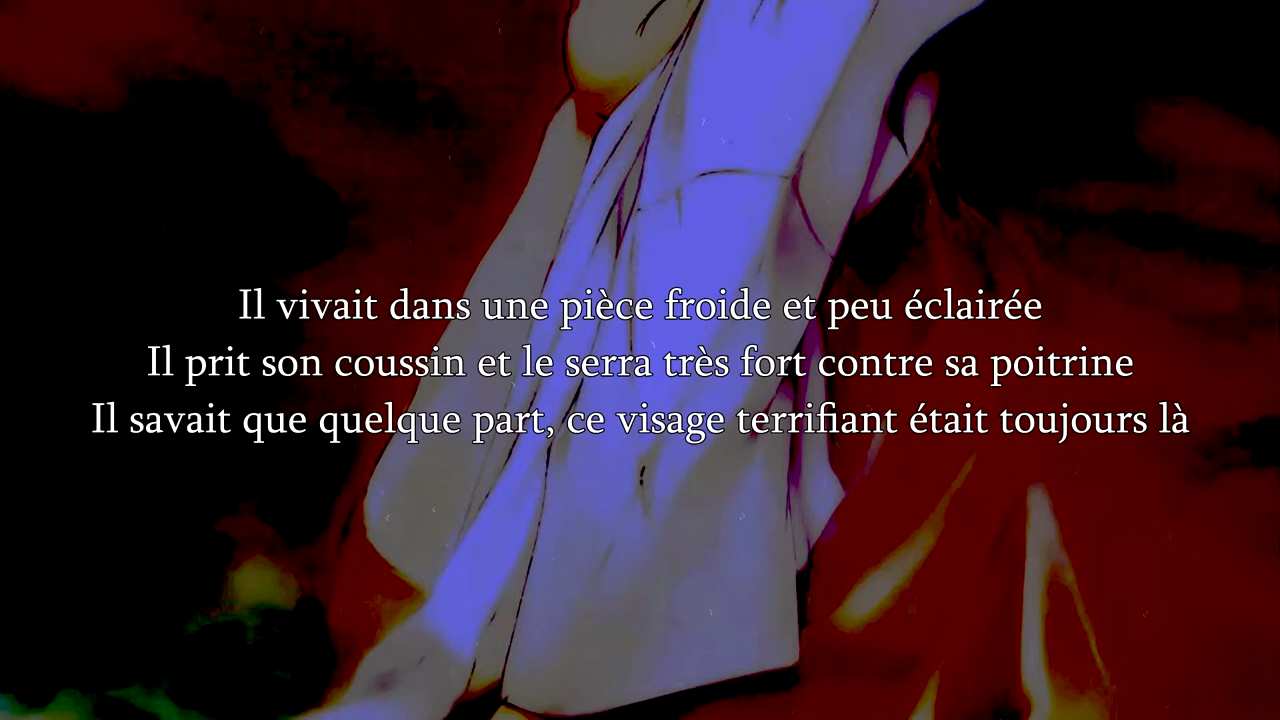 Il vivait dans une pièce froide et peu éclairée
Il prit son coussin et le serra très fort contre sa poitrine
Il savait que quelque part, ce visage terrifiant était toujours là